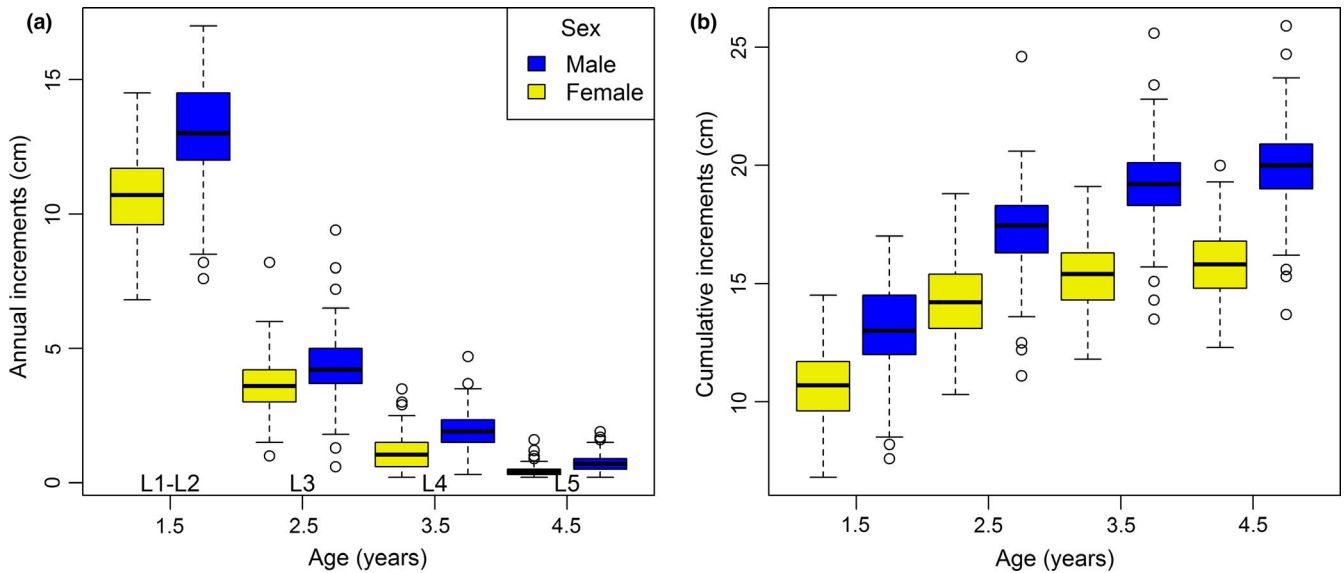 (a)
Sex
Male
Female
Annual increments (cm)
15
10
5
0
L1-L2 L3 L4 L5
1.5 2.5 3.5 4.5
Age (years)
(b)
Cumulative increments (cm)
25
20
15
10
1.5 2.5 3.5 4.5
Age (years)